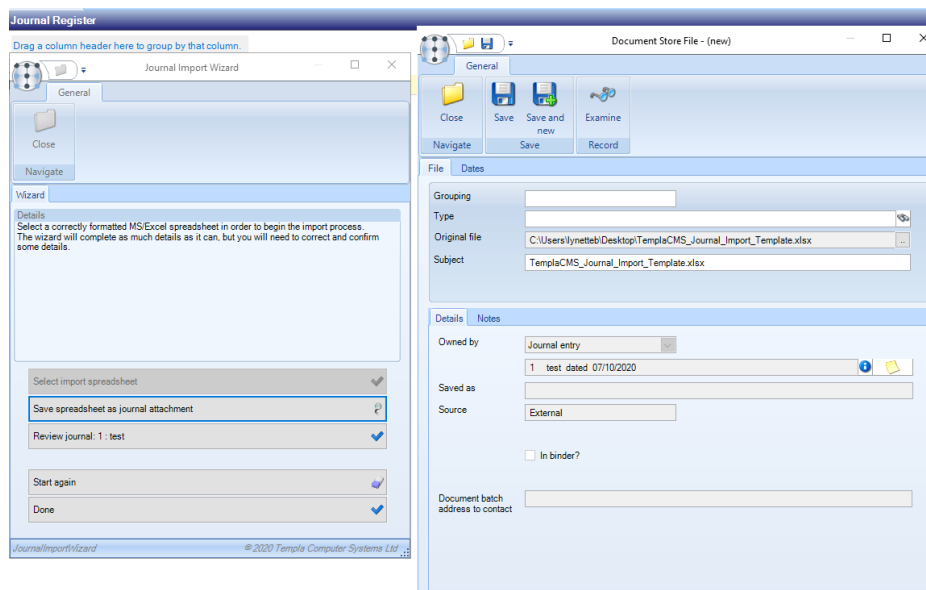 Journal Register
Drag a column header here to group by that column.
Journal Import Wizard
General
Close
Navigate
Wizard
Details
Select a correctly formatted MS/Excel spreadsheet in order to begin the import process.
The wizard will complete as much details as it can, but you will need to correct and confirm
some details.
Select import spreadsheet
Save spreadsheet as journal attachment
Review journal: 1 : test
Start again
Done
JournalImportWizard
© 2020 Templa Computer Systems Ltd
Document Store File - (new)
General
Close
Save
Save and
new
Examine
Navigate
Save
Record
File
Dates
Grouping
Type
Original file
C:\Users\lynetteb\Desktop\TemplaCMS_Journal_Import_Template.xlsx
..
Subject
TemplaCMS_Journal_Import_Template.xlsx
Details
Notes
Owned by
Journal entry
1 test dated 07/10/2020
Saved as
Source
External
In binder?
Document batch
address to contact